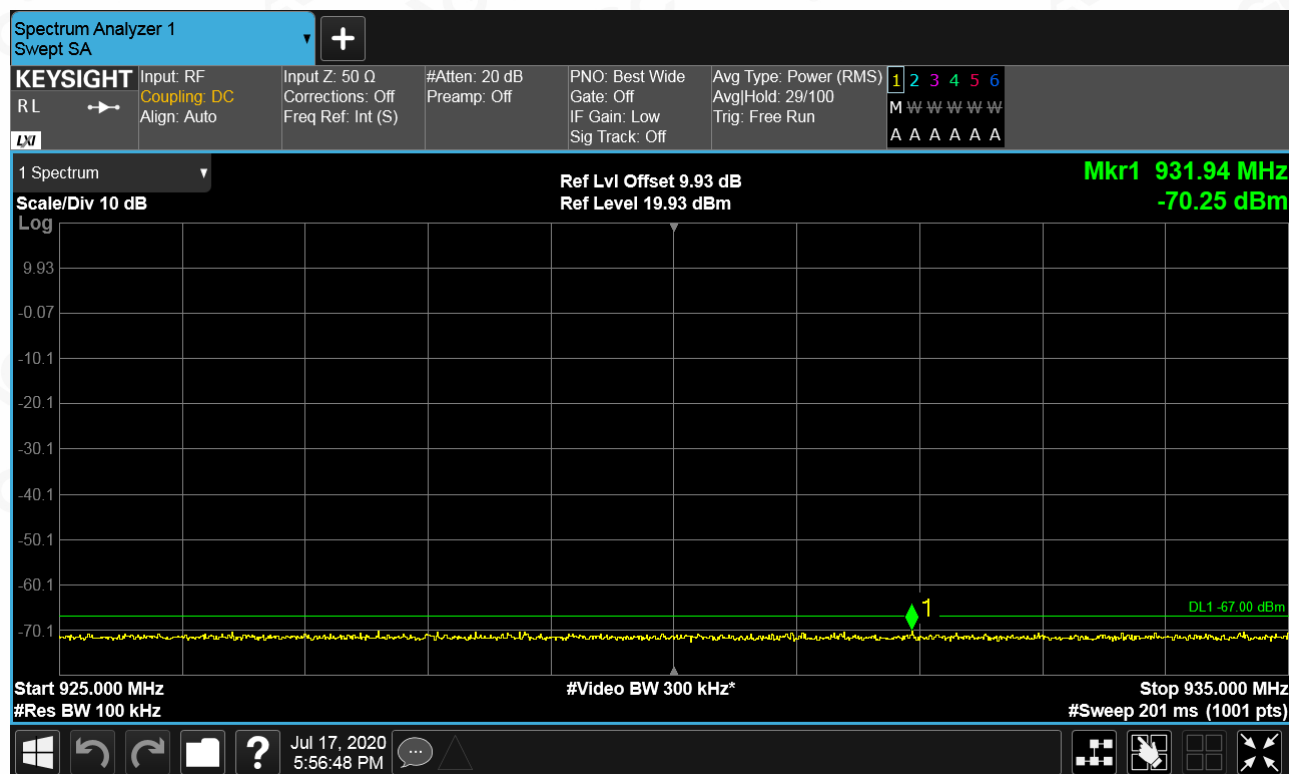 Spectrum Analyzer 1
Swept SA
+
KEYSIGHT
R L
LXI
Input: RF
Coupling: DC
Align: Auto
Input Z: 50 Ω
Corrections: Off
Freq Ref: Int (S)
#Atten: 20 dB
Preamp: Off
PNO: Best Wide
Gate: Off
IF Gain: Low
Sig Track: Off
Avg Type: Power (RMS)
Avg|Hold: 29/100
Trig: Free Run
1 2 3 4 5 6
M W W W W W
A A A A A A
1 Spectrum
Scale/Div 10 dB
Log
Ref Lvl Offset 9.93 dB
Ref Level 19.93 dBm
Mkr1 931.94 MHz
-70.25 dBm
9.93
-0.07
-10.1
-20.1
-30.1
-40.1
-50.1
-60.1
-70.1
1
DL1 -67.00 dBm
Start 925.000 MHz
#Res BW 100 kHz
#Video BW 300 kHz*
Stop 935.000 MHz
#Sweep 201 ms (1001 pts)
?
Jul 17, 2020
5:56:48 PM